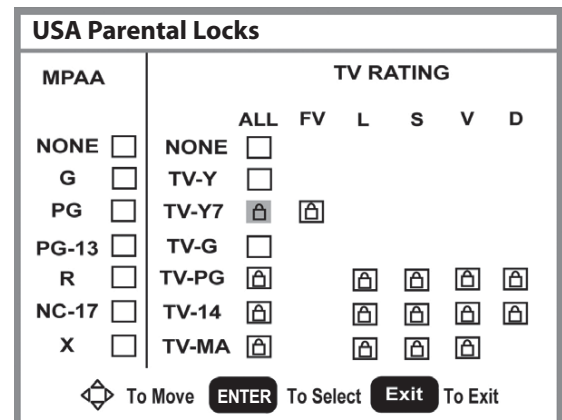 USA Parental Locks
MPAA TV RATING
ALL FV L S V D
NONE NONE
G TV-Y
PG TV-Y7
PG-13 TV-G
R TV-PG
NC-17 TV-14
X TV-MA
To Move ENTER To Select Exit To Exit